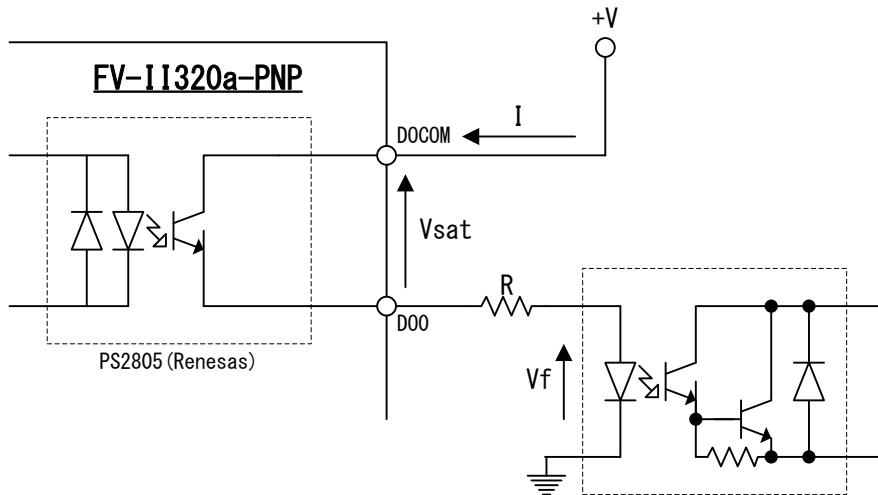 +V
FV-II320a-PNP
I
DOCOM
Vsat
R
DO0
PS2805(Renesas)
Vf